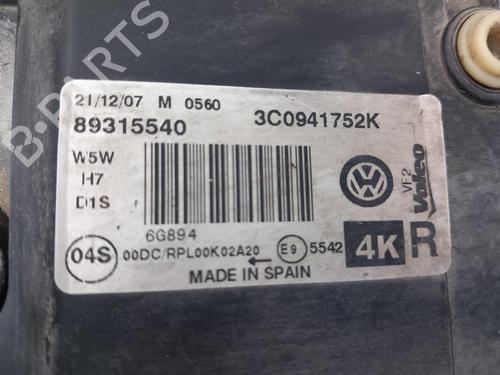 B-PARTS
21/12/07 M 0560
89315540 3C0941752K
W5W
H7
D1S
6G894
04S 00DC/RPL00K02A20 ← E9 5542 4K R
VF2 Valeo
MADE IN SPAIN